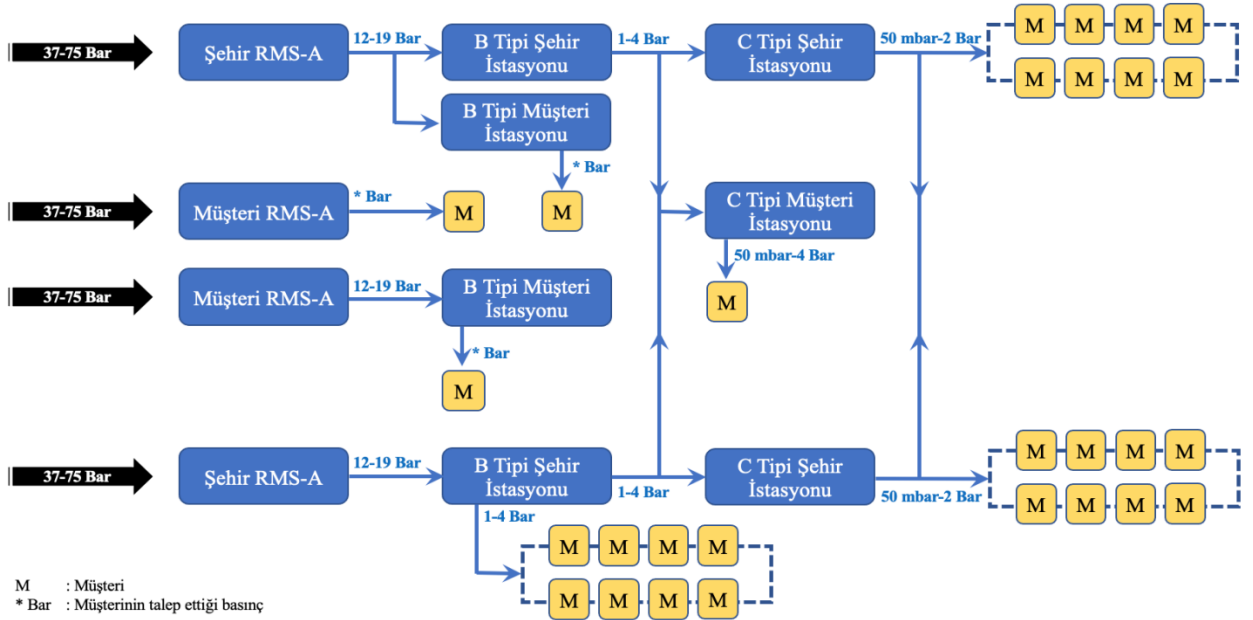 37-75 Bar
Şehir RMS-A
12-19 Bar
B Tipi Şehir
İstasyonu
1-4 Bar
C Tipi Şehir
İstasyonu
50 mbar-2 Bar
M M M M
M M M M
B Tipi Müşteri
İstasyonu
* Bar
M
37-75 Bar
Müşteri RMS-A
* Bar
M
C Tipi Müşteri
İstasyonu
50 mbar-4 Bar
M
37-75 Bar
Müşteri RMS-A
12-19 Bar
B Tipi Müşteri
İstasyonu
* Bar
M
37-75 Bar
Şehir RMS-A
12-19 Bar
B Tipi Şehir
İstasyonu
1-4 Bar
C Tipi Şehir
İstasyonu
50 mbar-2 Bar
M M M M
M M M M
1-4 Bar
M M M M
M M M M
M : Müşteri
* Bar : Müşterinin talep ettiği basınç